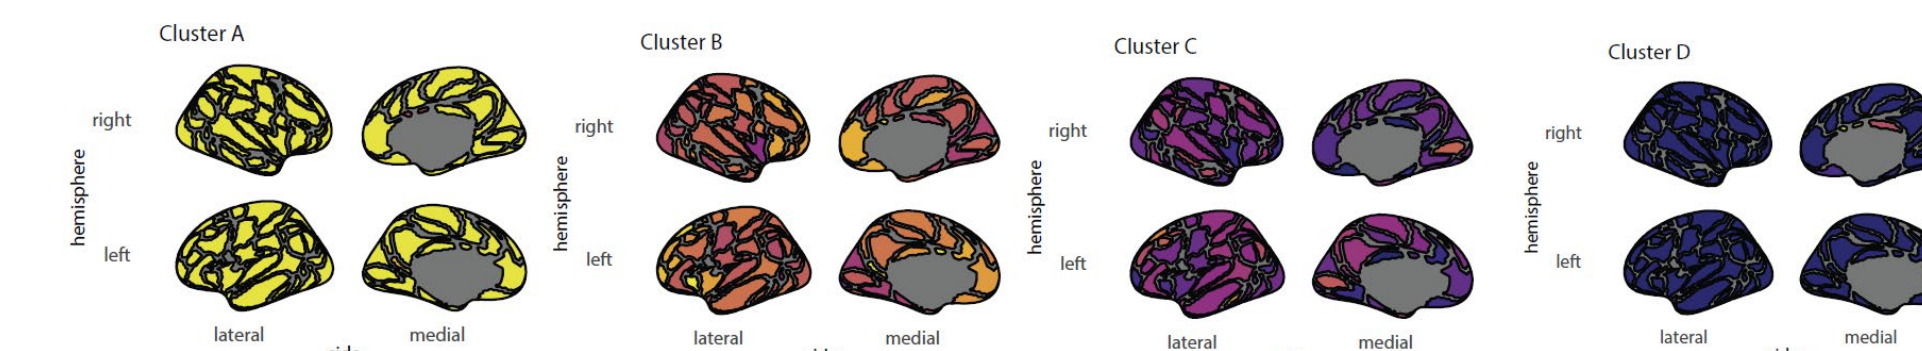 Cluster A
right
hemisphere
left
lateral
medial
Cluster B
right
hemisphere
left
lateral
medial
Cluster C
right
hemisphere
left
lateral
medial
Cluster D
right
hemisphere
left
lateral
medial